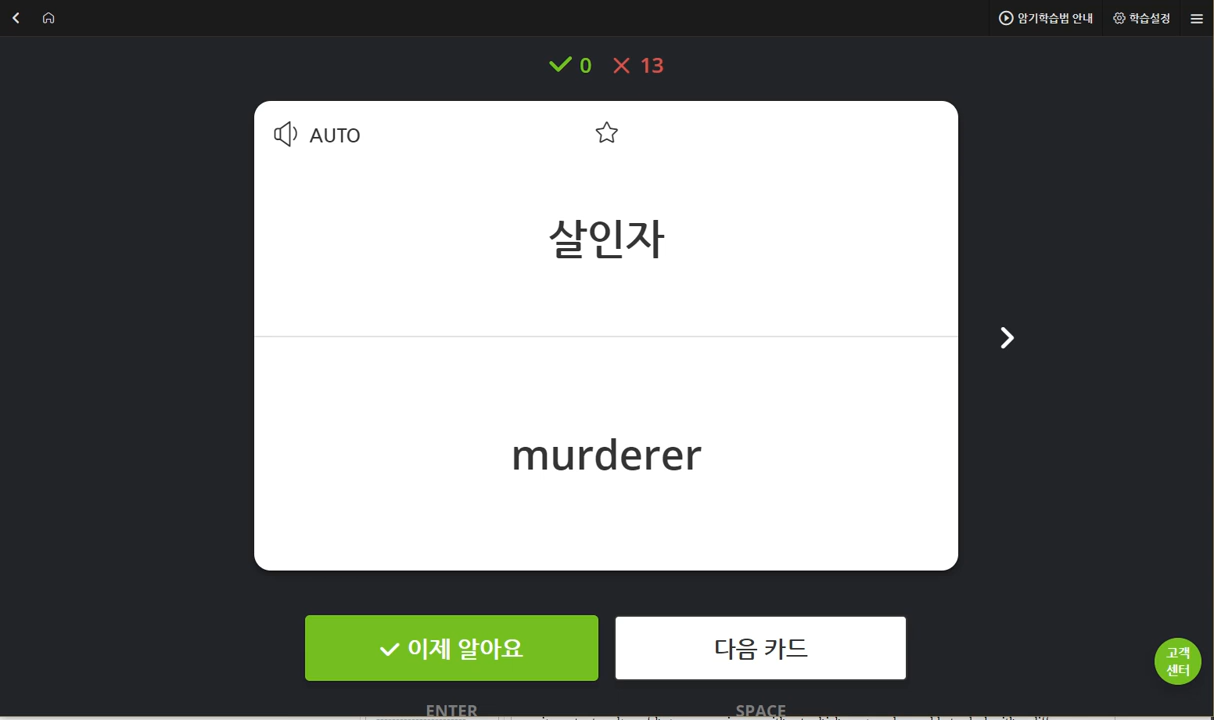 암기학습법 안내
학습설정
0 13
AUTO
살인자
murderer
이제 알아요
다음 카드
고객
센터
ENTER
SPACE